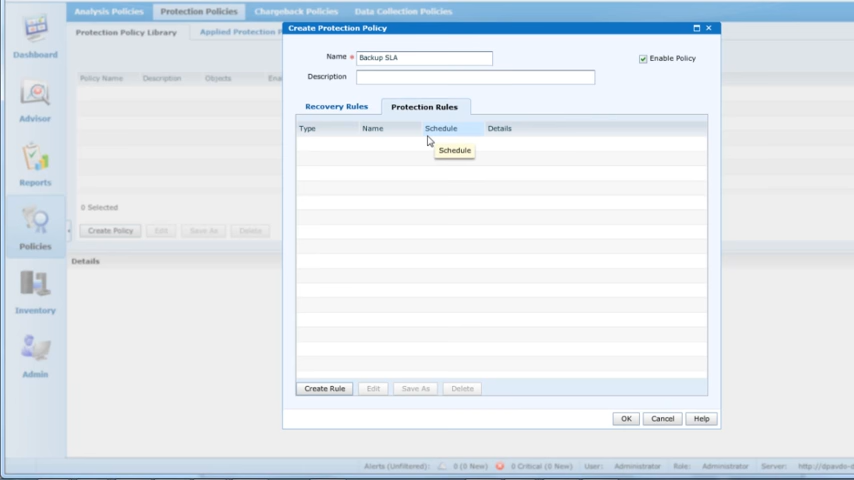 Analysis Policies Protection Policies Chargeback Policies Data Collection Policies
Protection Policy Library Applied Protection P
Dashboard
Advisor
Reports
Policies
Inventory
Admin
Policy Name Description Objects Ena
0 Selected
Create Policy Edit Save As Delete
Details
Create Protection Policy
Name * Backup SLA Enable Policy
Description
Recovery Rules Protection Rules
Type Name Schedule Details
Schedule
Create Rule Edit Save As Delete
OK Cancel Help
Alerts (Unfiltered): 0 (0 New) 0 Critical (0 New) User: Administrator Role: Administrator Server: http://dpavdo-d